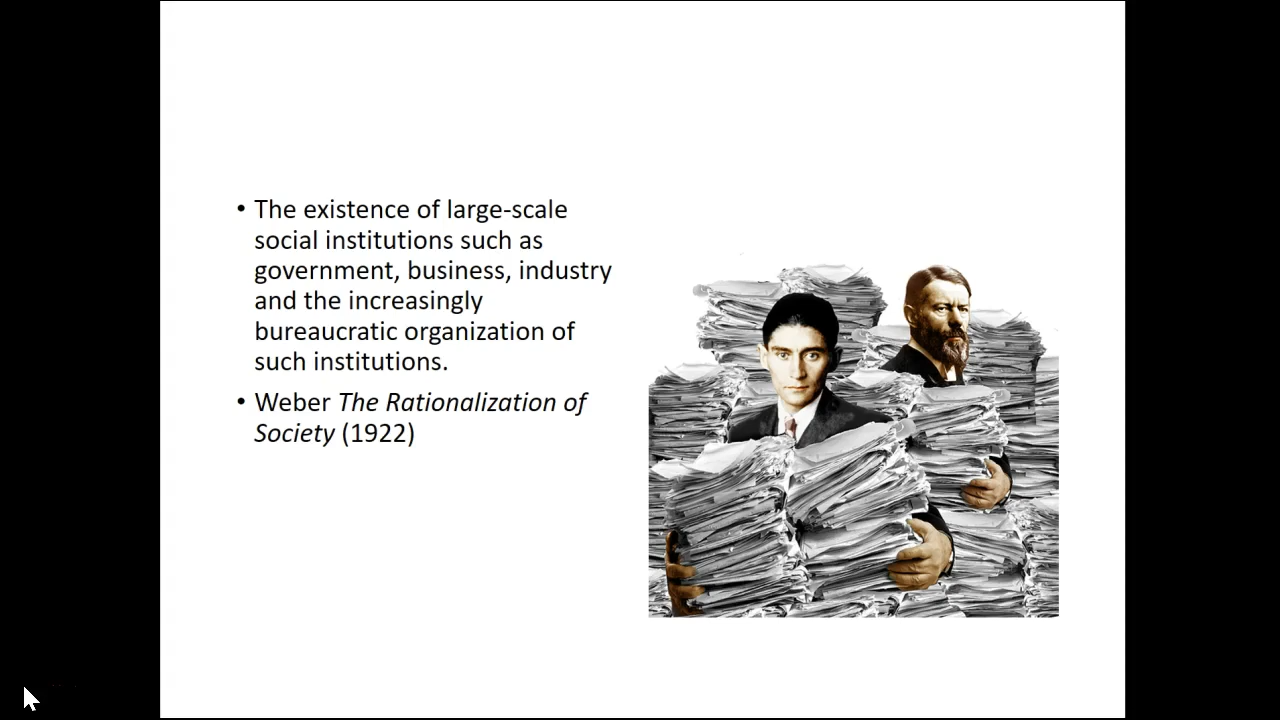 • The existence of large-scale
social institutions such as
government, business, industry
and the increasingly
bureaucratic organization of
such institutions.
• Weber The Rationalization of
Society (1922)